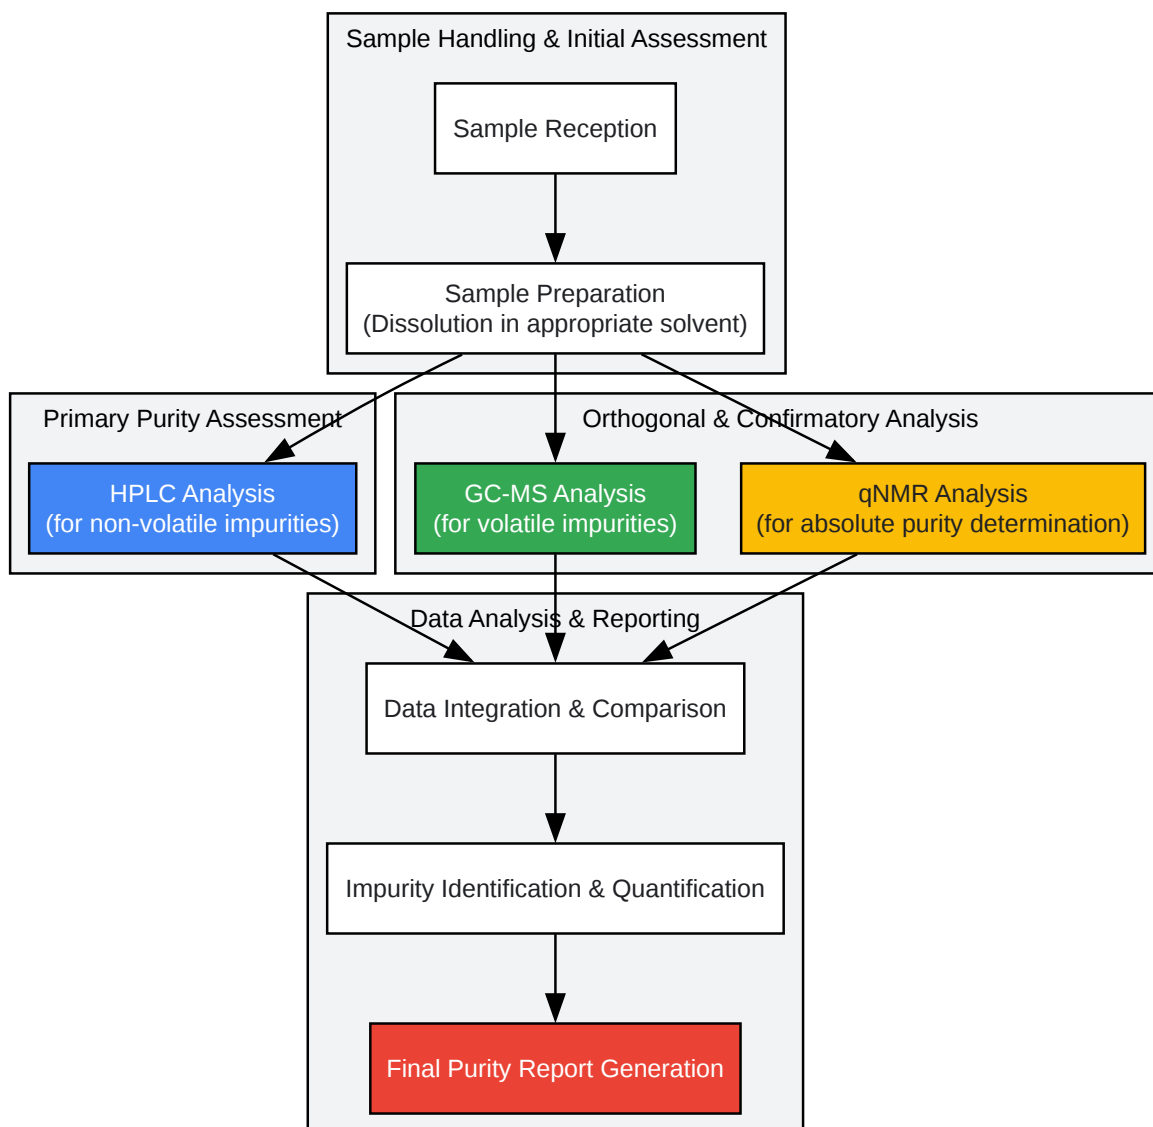 Sample Handling & Initial Assessment
Sample Reception
Sample Preparation
(Dissolution in appropriate solvent)
Primary Purity Assessment
Orthogonal & Confirmatory Analysis
HPLC Analysis
(for non-volatile impurities)
GC-MS Analysis
(for volatile impurities)
qNMR Analysis
(for absolute purity determination)
Data Analysis & Reporting
Data Integration & Comparison
Impurity Identification & Quantification
Final Purity Report Generation